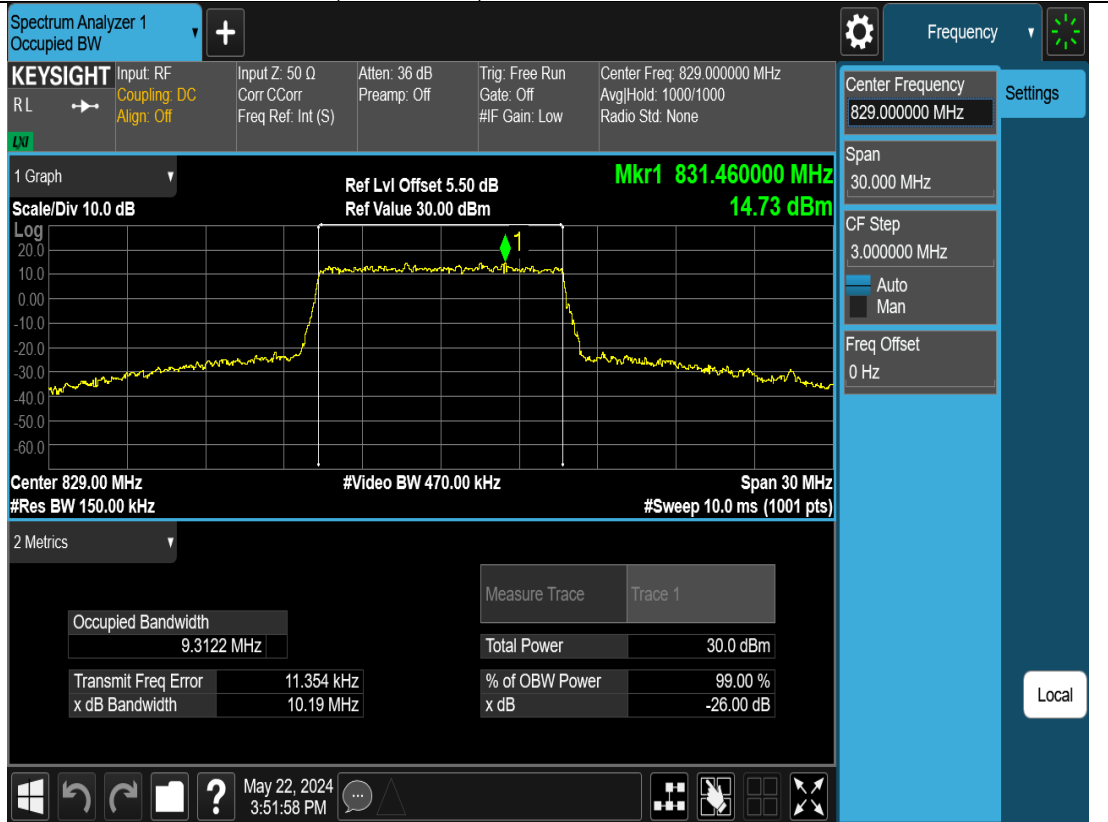 Spectrum Analyzer 1
Occupied BW
+
Frequency
KEYSIGHT
RL
LXI
Input: RF
Coupling: DC
Align: Off
Input Z: 50 Ω
Corr CCorr
Freq Ref: Int (S)
Atten: 36 dB
Preamp: Off
Trig: Free Run
Gate: Off
#IF Gain: Low
Center Freq: 829.000000 MHz
Avg|Hold: 1000/1000
Radio Std: None
Center Frequency
829.000000 MHz
Settings
Span
30.000 MHz
CF Step
3.000000 MHz
Auto
Man
Freq Offset
0 Hz
Local
1 Graph
Scale/Div 10.0 dB
Ref Lvl Offset 5.50 dB
Ref Value 30.00 dBm
Mkr1 831.460000 MHz
14.73 dBm
Log
20.0
10.0
0.00
-10.0
-20.0
-30.0
-40.0
-50.0
-60.0
1
Center 829.00 MHz
#Video BW 470.00 kHz
Span 30 MHz
#Res BW 150.00 kHz
#Sweep 10.0 ms (1001 pts)
2 Metrics
Measure Trace Trace 1
Occupied Bandwidth
9.3122 MHz
Total Power 30.0 dBm
Transmit Freq Error 11.354 kHz
% of OBW Power 99.00 %
x dB Bandwidth 10.19 MHz
x dB -26.00 dB
?
May 22, 2024
3:51:58 PM